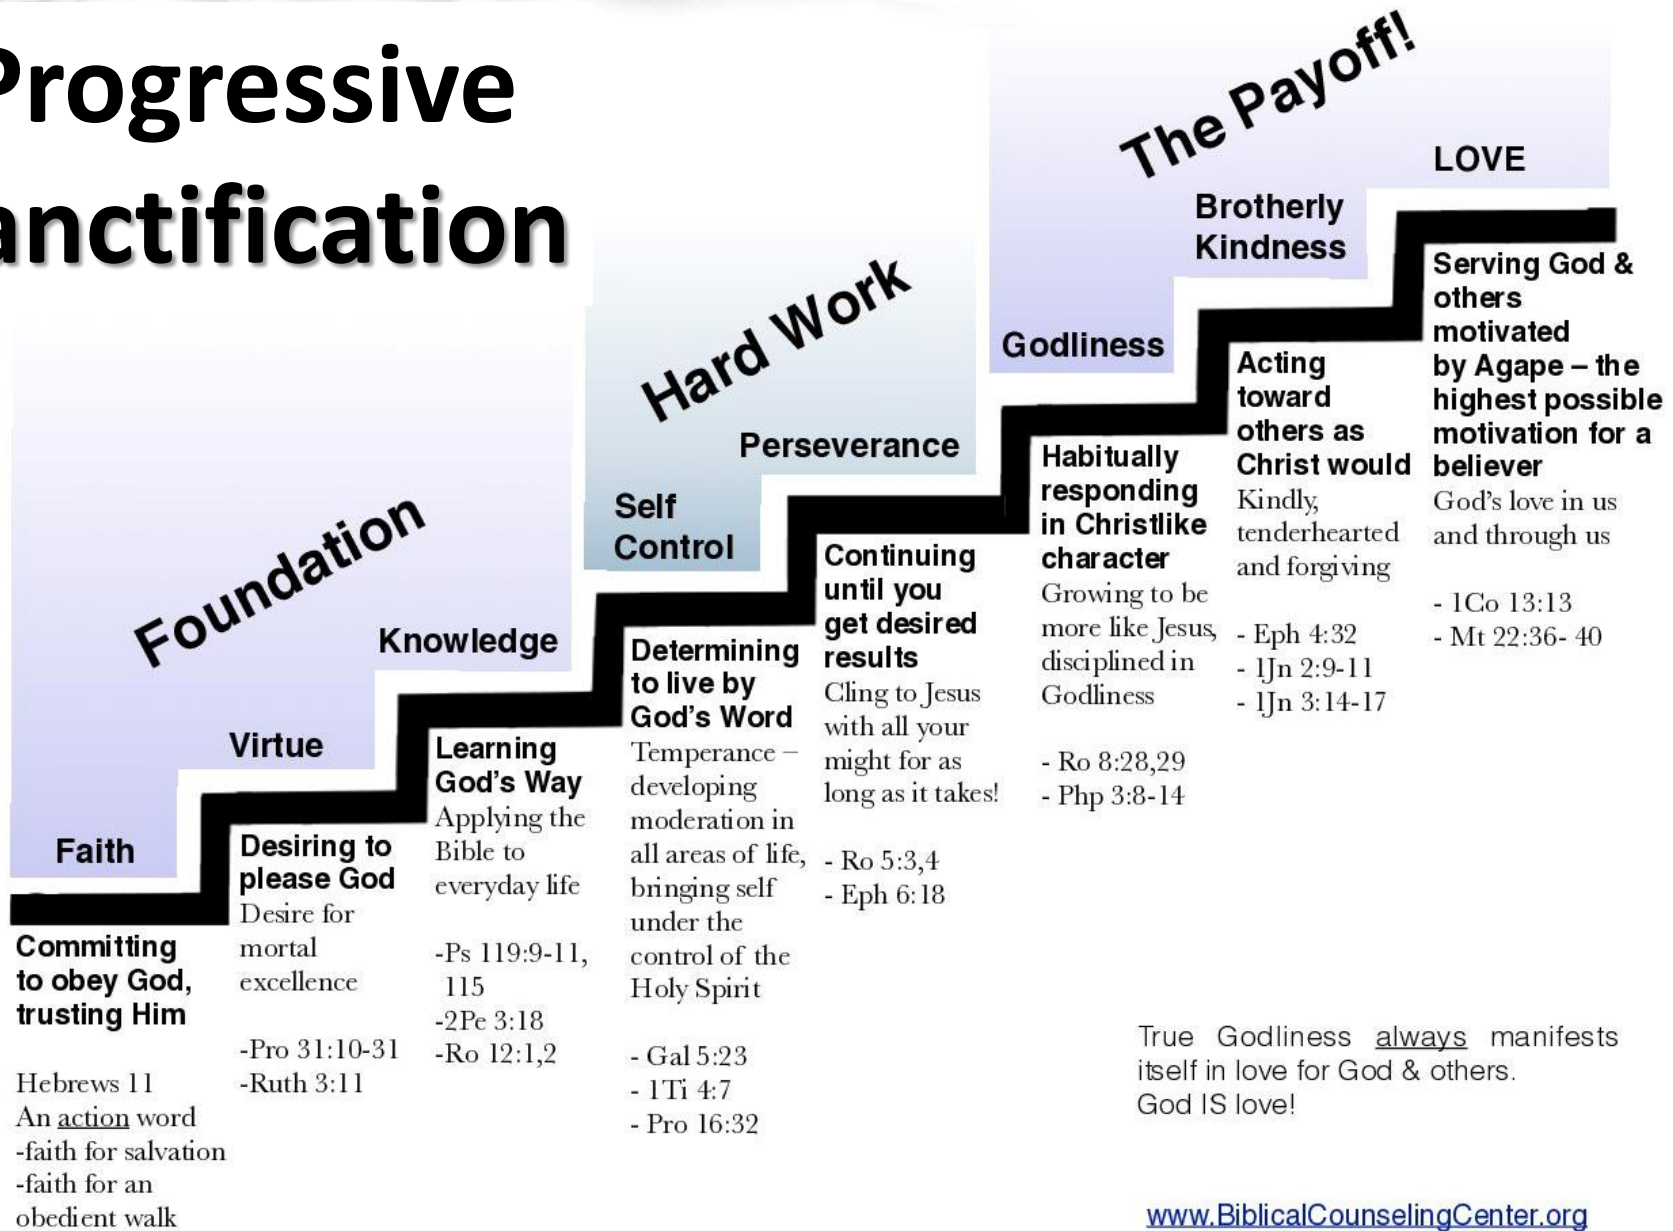 Progressive
anctification
Foundation
Faith
Committing
to obey God,
trusting Him
Hebrews 11
An action word
-faith for salvation
-faith for an
obedient walk
Virtue
Desiring to
please God
Desire for
mortal
excellence
-Pro 31:10-31
-Ruth 3:11
Knowledge
Learning
God's Way
Applying the
Bible to
everyday life
-Ps 119:9-11,
115
-2Pe 3:18
-Ro 12:1,2
Hard Work
Self
Control
Determining
to live by
God's Word
Temperance –
developing
moderation in
all areas of life,
bringing self
under the
control of the
Holy Spirit
- Gal 5:23
- 1Ti 4:7
- Pro 16:32
Perseverance
Continuing
until you
get desired
results
Cling to Jesus
with all your
might for as
long as it takes!
- Ro 5:3,4
- Eph 6:18
The Payoff!
Godliness
Habitually
responding
in Christlike
character
Growing to be
more like Jesus,
disciplined in
Godliness
- Ro 8:28,29
- Php 3:8-14
Brotherly
Kindness
Acting
toward
others as
Christ would
Kindly,
tenderhearted
and forgiving
- Eph 4:32
- 1Jn 2:9-11
- 1Jn 3:14-17
LOVE
Serving God &
others
motivated
by Agape – the
highest possible
motivation for a
believer
God's love in us
and through us
- 1Co 13:13
- Mt 22:36- 40
True Godliness always manifests
itself in love for God & others.
God IS love!
www.BiblicalCounselingCenter.org